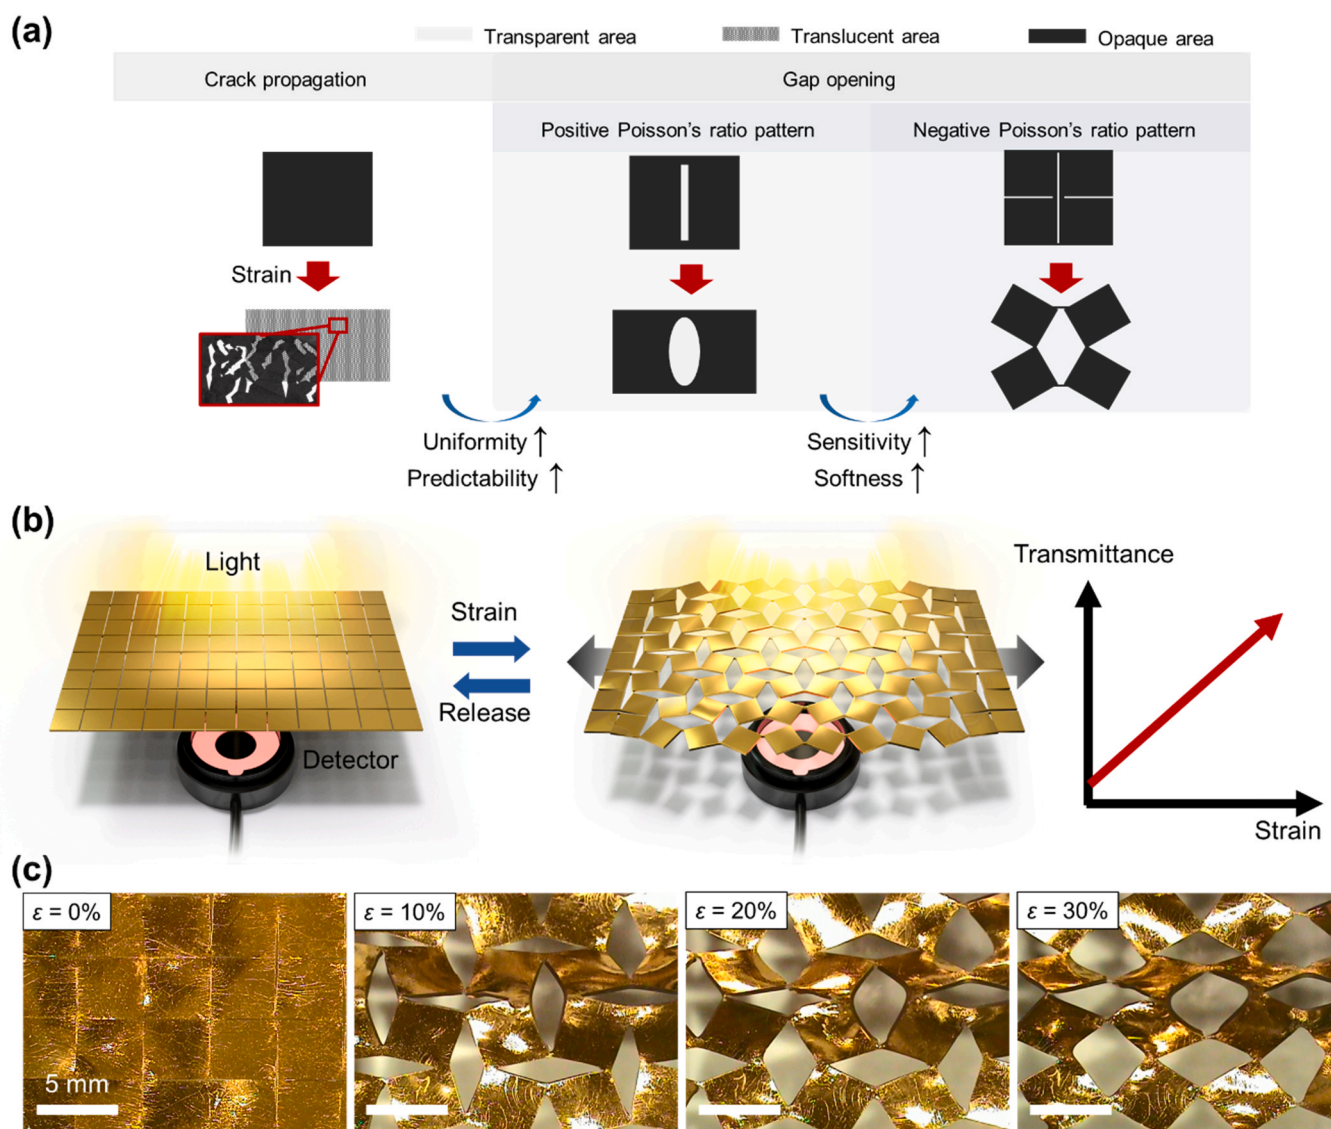 (a)
Transparent area
Translucent area
Opaque area
Crack propagation
Gap opening
Positive Poisson's ratio pattern
Negative Poisson's ratio pattern
Strain
Uniformity ↑
Predictability ↑
Sensitivity ↑
Softness ↑
(b)
Light
Strain
Release
Detector
Transmittance
Strain
(c)
ε = 0%
ε = 10%
ε = 20%
ε = 30%
5 mm